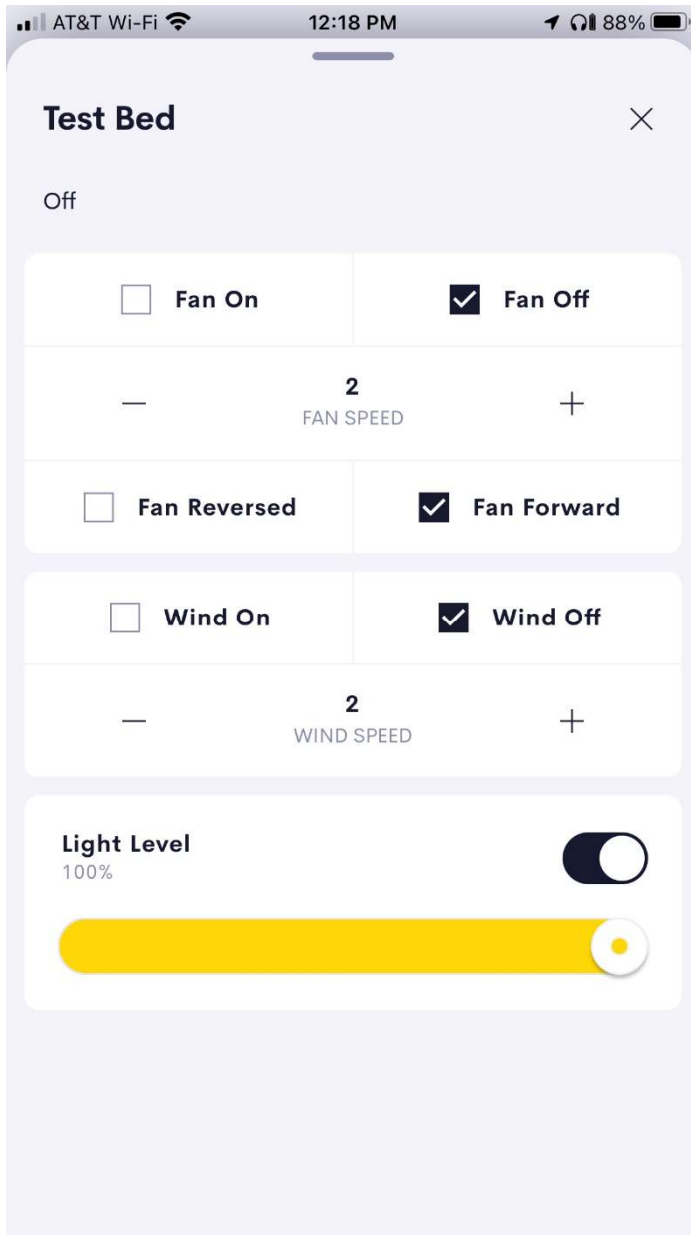 AT&T Wi-Fi 12:18 PM 88%
Test Bed
Off
Fan On Fan Off
2
FAN SPEED
Fan Reversed Fan Forward
Wind On Wind Off
2
WIND SPEED
Light Level
100%